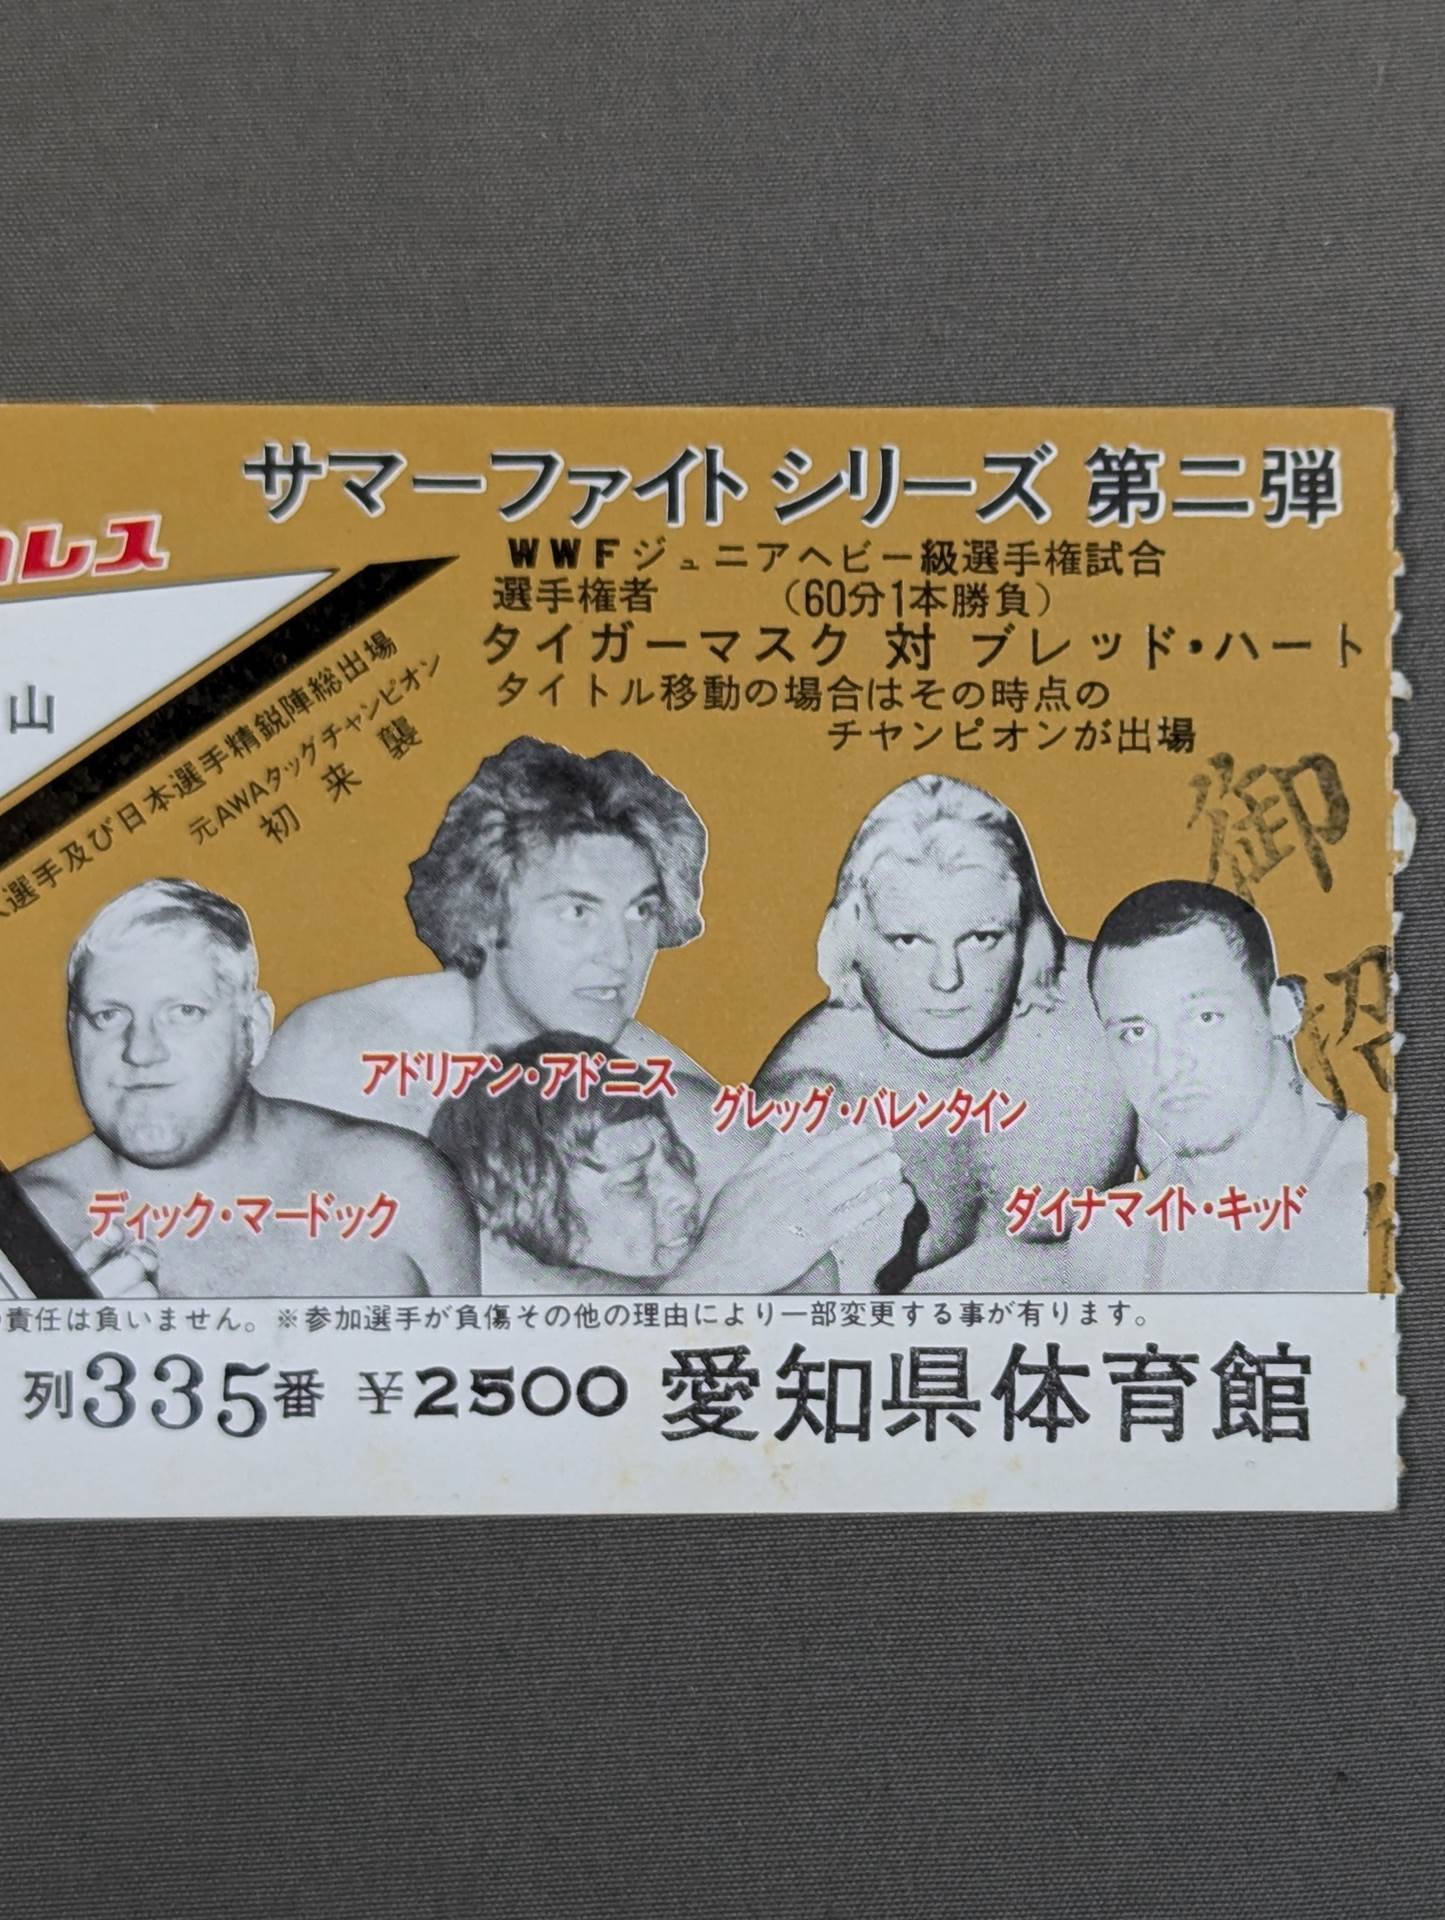 サマーファイトシリーズ 第二弾
ロレス
WWFジュニアヘビー級選手権試合
選手権者 (60分1本勝負)
タイガーマスク 対 ブレッド・ハート
タイトル移動の場合はその時点の
チャンピオンが出場
山
選手及び日本選手精鋭陣総出場
元AWAタッグチャンピオン
初来襲
御
招
アドリアン・アドニス
グレッグ・バレンタイン
ディック・マードック
ダイナマイト・キッド
責任は負いません。※参加選手が負傷その他の理由により一部変更する事が有ります。
列335番 ¥2500 愛知県体育館